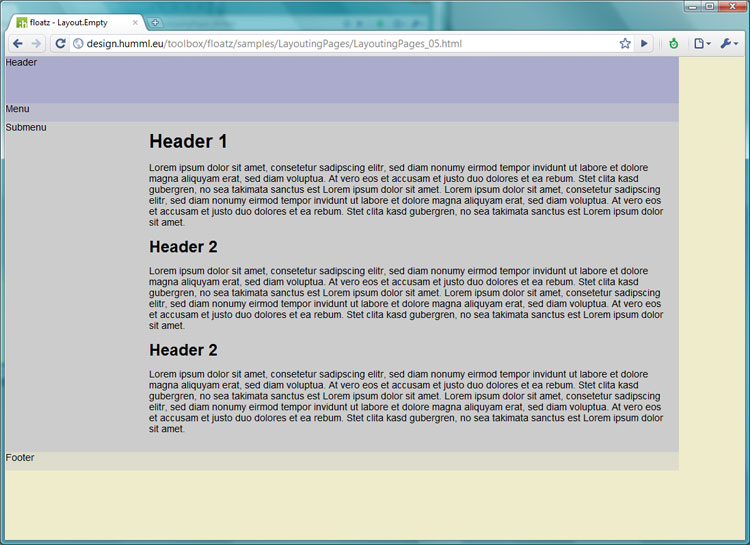 floatz - Layout.Empty
design.humml.eu/toolbox/floatz/samples/LayoutingPages/LayoutingPages_05.html
Header
Menu
Submenu
Header 1
Lorem ipsum dolor sit amet, consetetur sadipscing elitr, sed diam nonumy eirmod tempor invidunt ut labore et dolore
magna aliquyam erat, sed diam voluptua. At vero eos et accusam et justo duo dolores et ea rebum. Stet clita kasd
gubergren, no sea takimata sanctus est Lorem ipsum dolor sit amet. Lorem ipsum dolor sit amet, consetetur sadipscing
elitr, sed diam nonumy eirmod tempor invidunt ut labore et dolore magna aliquyam erat, sed diam voluptua. At vero eos
et accusam et justo duo dolores et ea rebum. Stet clita kasd gubergren, no sea takimata sanctus est Lorem ipsum dolor
sit amet.
Header 2
Lorem ipsum dolor sit amet, consetetur sadipscing elitr, sed diam nonumy eirmod tempor invidunt ut labore et dolore
magna aliquyam erat, sed diam voluptua. At vero eos et accusam et justo duo dolores et ea rebum. Stet clita kasd
gubergren, no sea takimata sanctus est Lorem ipsum dolor sit amet. Lorem ipsum dolor sit amet, consetetur sadipscing
elitr, sed diam nonumy eirmod tempor invidunt ut labore et dolore magna aliquyam erat, sed diam voluptua. At vero eos
et accusam et justo duo dolores et ea rebum. Stet clita kasd gubergren, no sea takimata sanctus est Lorem ipsum dolor
sit amet.
Header 2
Lorem ipsum dolor sit amet, consetetur sadipscing elitr, sed diam nonumy eirmod tempor invidunt ut labore et dolore
magna aliquyam erat, sed diam voluptua. At vero eos et accusam et justo duo dolores et ea rebum. Stet clita kasd
gubergren, no sea takimata sanctus est Lorem ipsum dolor sit amet. Lorem ipsum dolor sit amet, consetetur sadipscing
elitr, sed diam nonumy eirmod tempor invidunt ut labore et dolore magna aliquyam erat, sed diam voluptua. At vero eos
et accusam et justo duo dolores et ea rebum. Stet clita kasd gubergren, no sea takimata sanctus est Lorem ipsum dolor
sit amet.
Footer